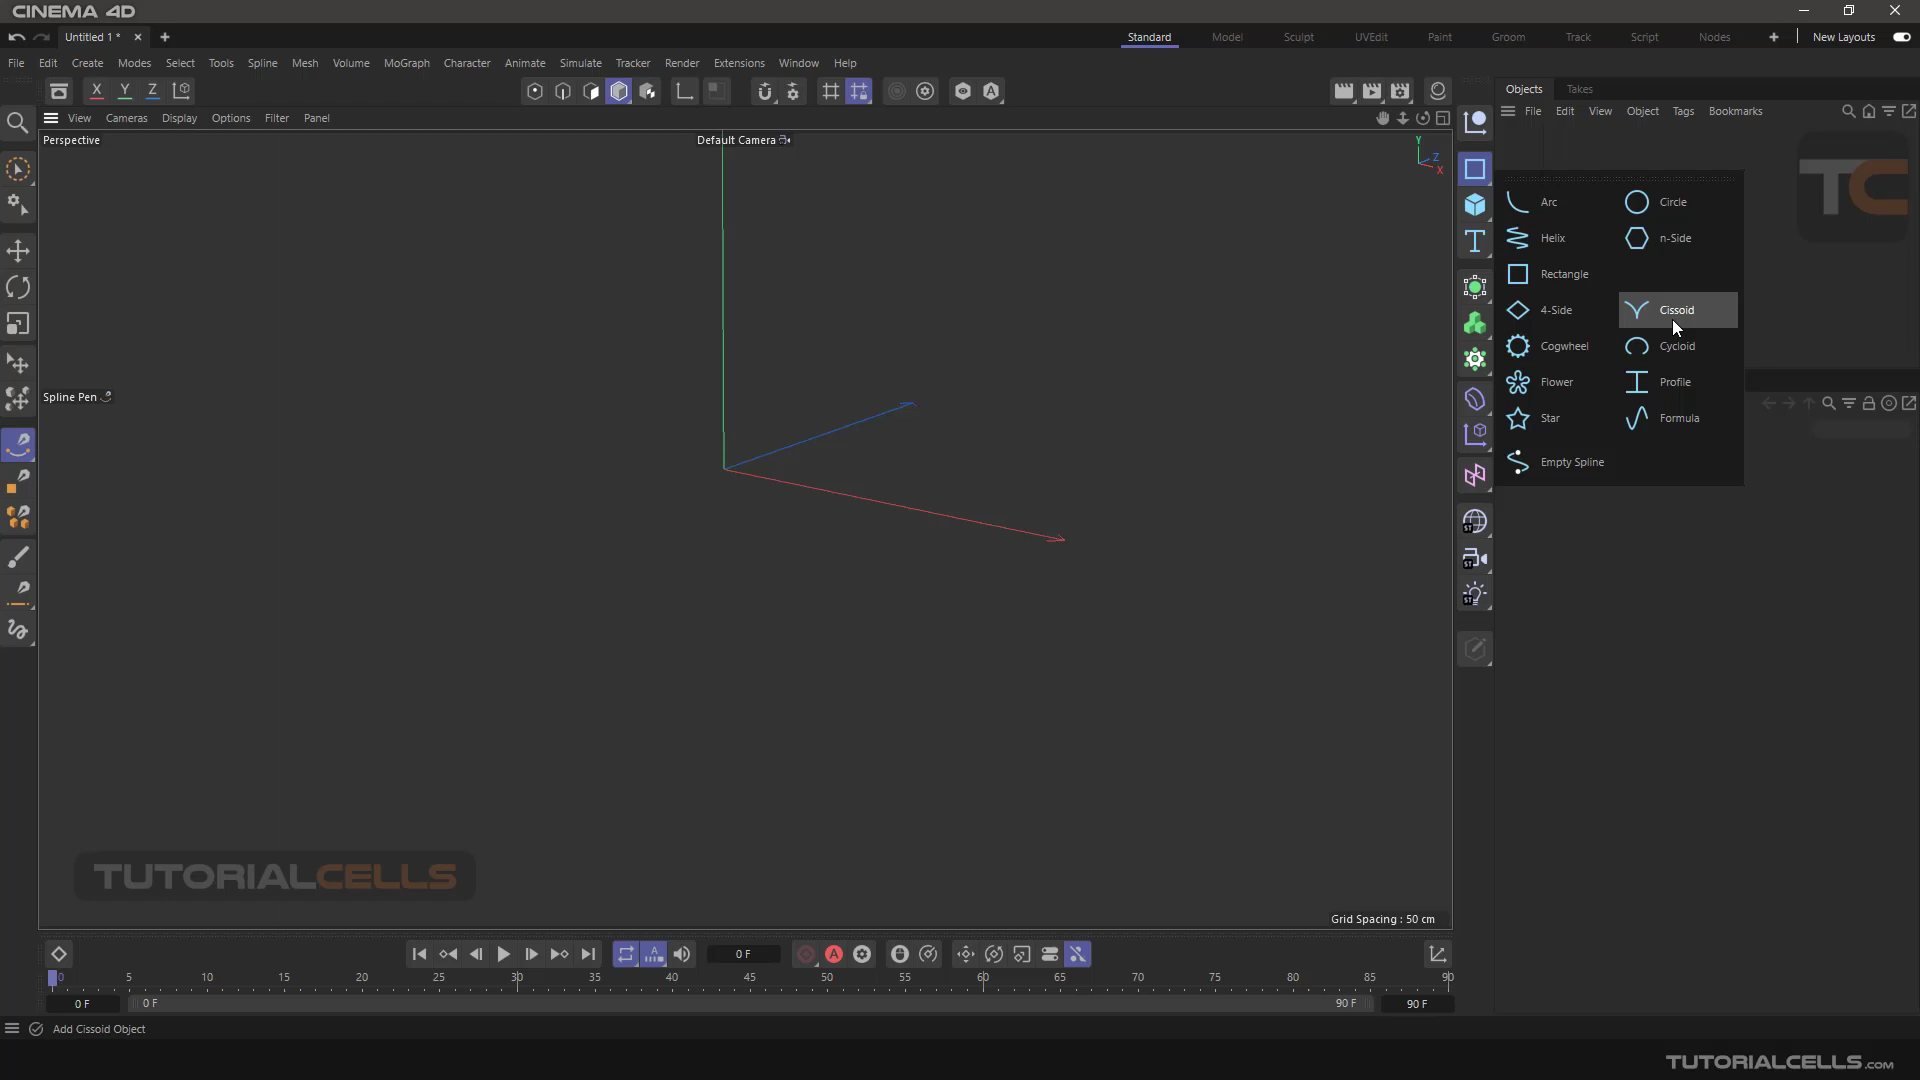 CINEMA 4D
Untitled 1 *
Standard
Model
Sculpt
UVEdit
Paint
Groom
Track
Script
Nodes
New Layouts
File Edit Create Modes Select Tools Spline Mesh Volume MoGraph Character Animate Simulate Tracker Render Extensions Window Help
X Y Z
Objects Takes
View Cameras Display Options Filter Panel
File Edit View Object Tags Bookmarks
Perspective
Default Camera
Y
Z
X
TC
Arc Circle
Helix n-Side
Rectangle
4-Side Cissoid
Cogwheel Cycloid
Flower Profile
Star Formula
Empty Spline
Spline Pen
ST
ST
ST
TUTORIALCELLS
Grid Spacing : 50 cm
0 F
0 5 10 15 20 25 30 35 40 45 50 55 60 65 70 75 80 85 90
0 F 0 F 90 F 90 F
Add Cissoid Object
TUTORIALCELLS.COM